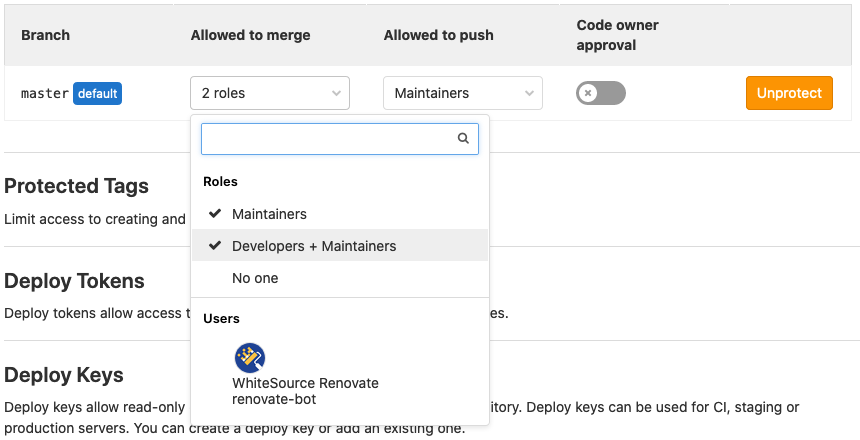 Branch
Allowed to merge
Allowed to push
Code owner
approval
master default
2 roles
Maintainers
Unprotect
Roles
Maintainers
Developers + Maintainers
No one
Users
WhiteSource Renovate
renovate-bot
Protected Tags
Limit access to creating and
Deploy Tokens
Deploy tokens allow access t
es.
Deploy Keys
Deploy keys allow read-only
itory. Deploy keys can be used for CI, staging or
production servers. You can create a deploy key or add an existing one.